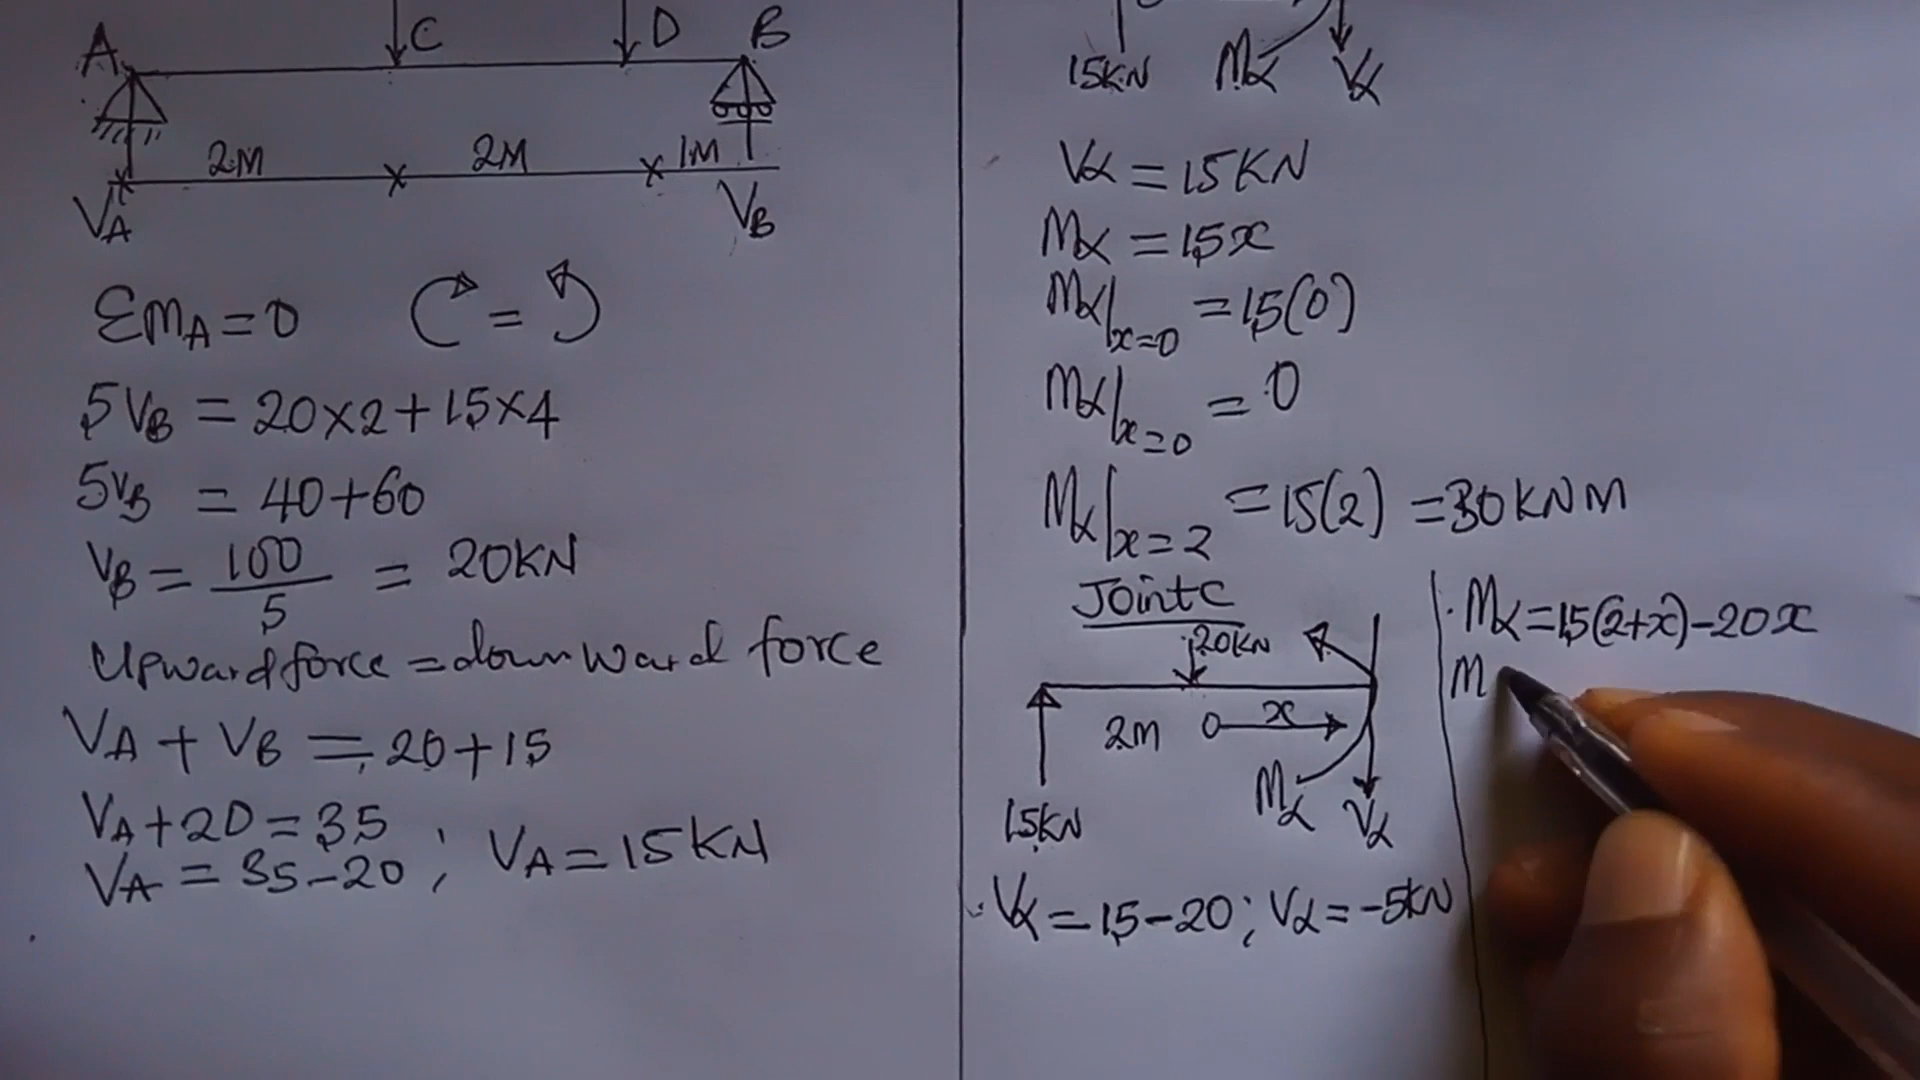 A C D B
2M 2M 1M
VA VB
ΣMA=0
5VB = 20×2+15×4
5VB = 40+60
VB = 100/5 = 20KN
Upward force = downward force
VA + VB = 20+15
VA+20=35
VA = 35-20 ; VA = 15KN
15KN Mx Vx
Vx = 15KN
Mx = 15x
Mx|x=0 = 15(0)
Mx|x=0 = 0
Mx|x=2 = 15(2) = 30KNM
Joint C
20KN
2m 0 x
15KN Mx Vx
Vx = 15-20; Vx = -5KN
Mx = 15(2+x)-20x
M